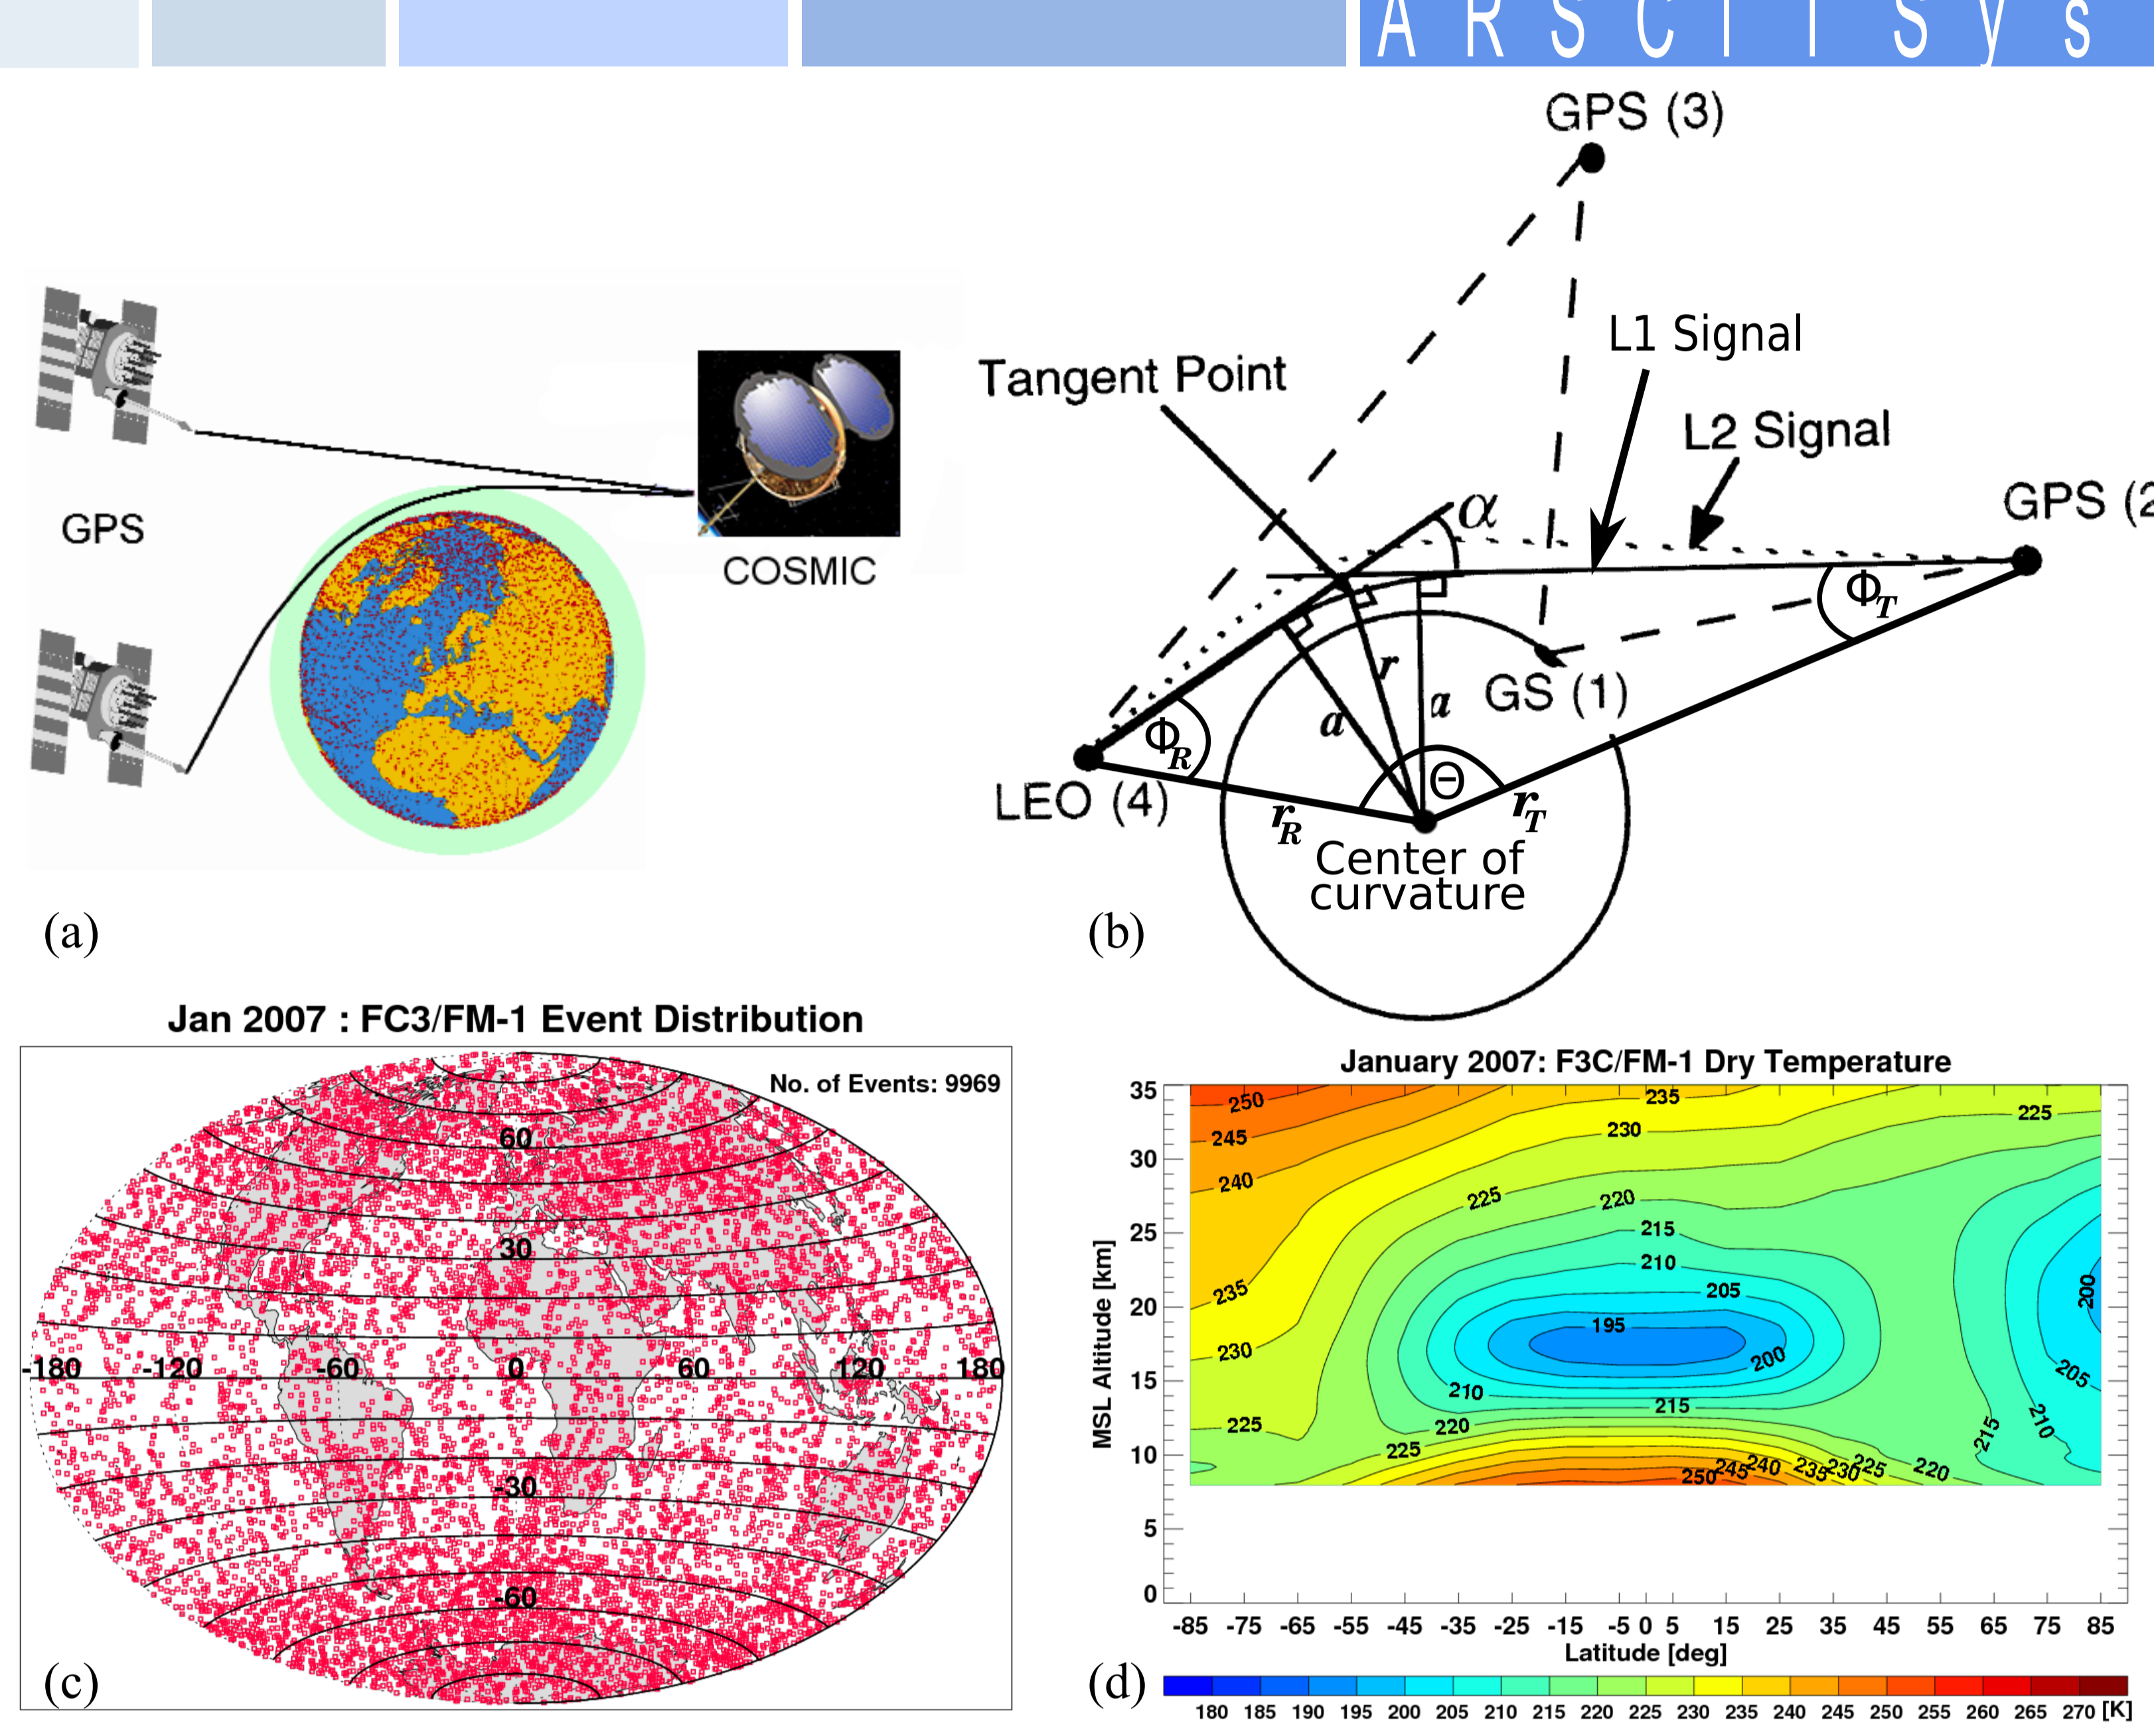 ARSCliSys
GPS
COSMIC
(a)
GPS (3)
L1 Signal
Tangent Point
L2 Signal
α
GPS (2
Φ_T
r
GS (1)
a
a
Φ_R
Θ
LEO (4)
r_R
r_T
Center of
curvature
(b)
Jan 2007 : FC3/FM-1 Event Distribution
No. of Events: 9969
60
30
-180 -120 -60 0 60 120 180
-30
-60
(c)
January 2007: F3C/FM-1 Dry Temperature
35
30
25
20
15
10
5
0
MSL Altitude [km]
250
235
225
245
230
240
225
220
215
210
235
205
200
195
230
200
205
210
215
225
220
210
215
225
250
245
240
235
230
225
220
-85 -75 -65 -55 -45 -35 -25 -15 -5 0 5 15 25 35 45 55 65 75 85
Latitude [deg]
(d)
180 185 190 195 200 205 210 215 220 225 230 235 240 245 250 255 260 265 270 [K]